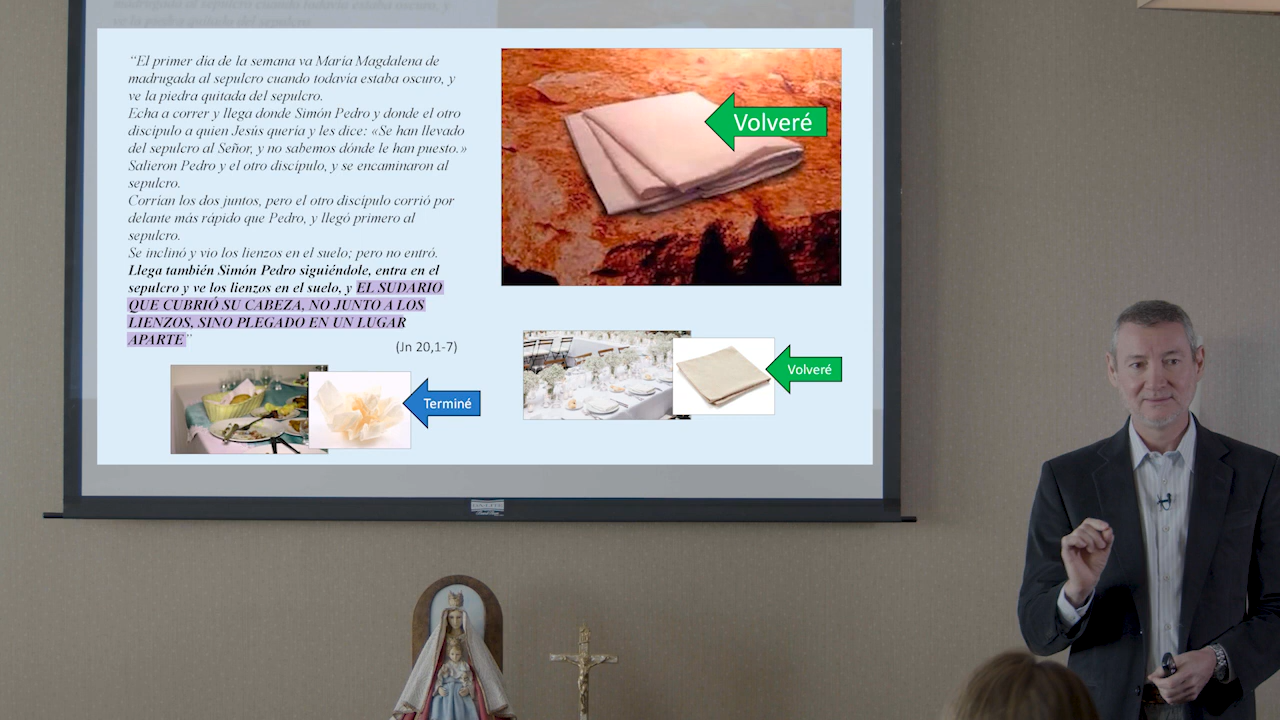 “El primer día de la semana va María Magdalena de
madrugada al sepulcro cuando todavía estaba oscuro, y
ve la piedra quitada del sepulcro.
Echa a correr y llega donde Simón Pedro y donde el otro
discípulo a quien Jesús quería y les dice: «Se han llevado
del sepulcro al Señor, y no sabemos dónde le han puesto.»
Salieron Pedro y el otro discípulo, y se encaminaron al
sepulcro.
Corrían los dos juntos, pero el otro discípulo corrió por
delante más rápido que Pedro, y llegó primero al
sepulcro.
Se inclinó y vio los lienzos en el suelo; pero no entró.
Llega también Simón Pedro siguiéndole, entra en el
sepulcro y ve los lienzos en el suelo, y EL SUDARIO
QUE CUBRIÓ SU CABEZA, NO JUNTO A LOS
LIENZOS, SINO PLEGADO EN UN LUGAR
APARTE”
(Jn 20,1-7)
Terminé
Volveré
Volveré